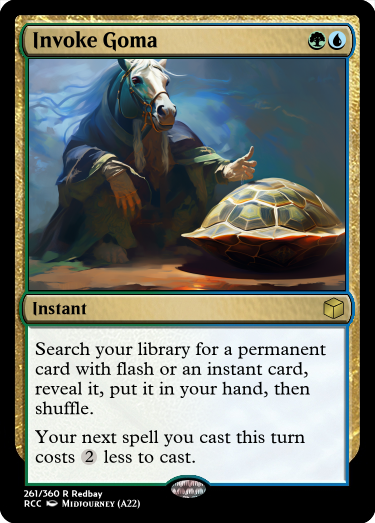 Invoke Goma
Instant
Search your library for a permanent
card with flash or an instant card,
reveal it, put it in your hand, then
shuffle.
Your next spell you cast this turn
costs 2 less to cast.
261/360 R Redbay
RCC Midjourney (A22)